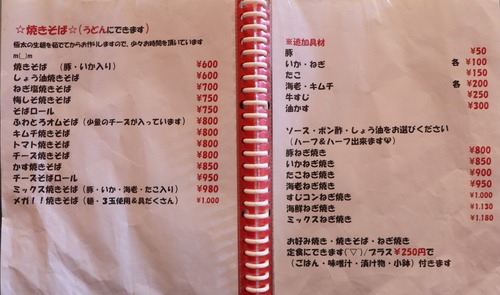 ☆焼きそば☆(うどんにできます)
極太の生麺を茹でてからお作りしますので、少々お時間を頂いています
m(_)m
焼きそば (豚・いか入り) ¥600
しょう油焼きそば ¥600
ねぎ塩焼きそば ¥700
梅しそ焼きそば ¥750
そばロール ¥750
ふわとろオムそば (少量のチーズが入っています) ¥800
キムチ焼きそば ¥800
トマト焼きそば ¥800
チーズ焼きそば ¥800
かす焼きそば ¥850
チーズそばロール ¥950
ミックス焼きそば (豚・いか・海老・たこ入り) ¥980
メガ!!焼きそば (麺・3玉使用&具だくさん) ¥1.000
※追加具材
豚 ¥50
いか・ねぎ 各 ¥100
たこ ¥150
海老・キムチ 各 ¥200
牛すじ ¥250
油かす ¥300
ソース・ポン酢・しょう油をお選びください
(ハーフ&ハーフ出来ます♡)
豚ねぎ焼き ¥800
いかねぎ焼き ¥850
たこねぎ焼き ¥900
海老ねぎ焼き ¥950
すじコンねぎ焼き ¥1.000
海鮮ねぎ焼き ¥1.130
ミックスねぎ焼き ¥1.180
お好み焼き・焼きそば・ねぎ焼き
定食にできます(´▽`)/プラス¥250円で
(ごはん・味噌汁・漬け物・小鉢) 付きます